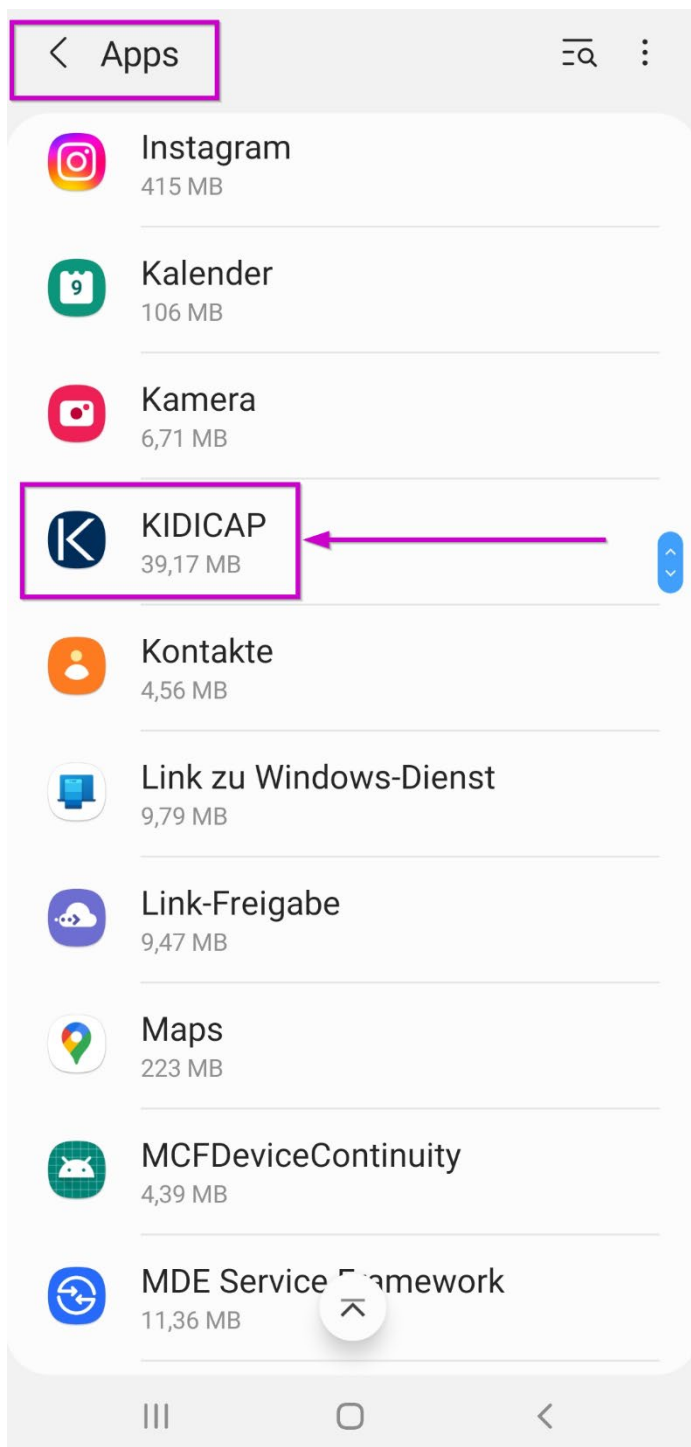 Apps
Instagram
415 MB
9
Kalender
106 MB
Kamera
6,71 MB
K
KIDICAP
39,17 MB
Kontakte
4,56 MB
Link zu Windows-Dienst
9,79 MB
Link-Freigabe
9,47 MB
Maps
223 MB
MCFDeviceContinuity
4,39 MB
MDE Service Framework
11,36 MB